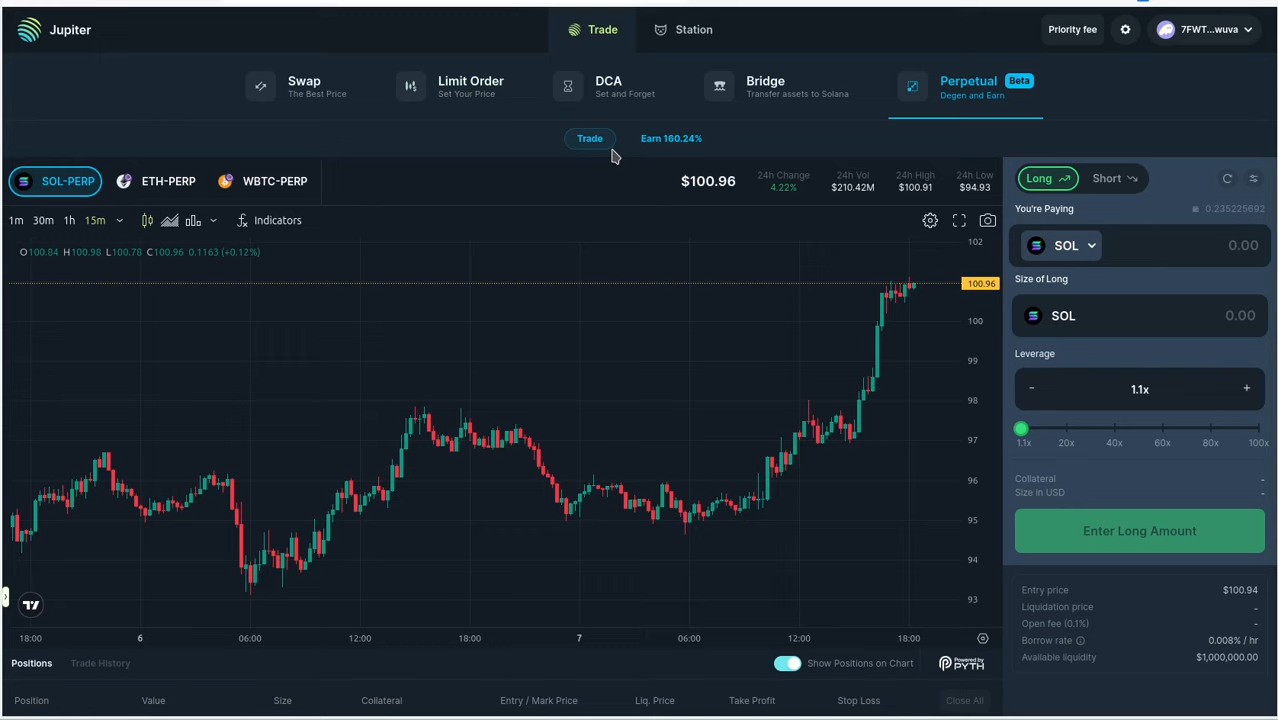 Jupiter
Trade
Station
Priority fee
7FWT...wuva
Swap
The Best Price
Limit Order
Set Your Price
DCA
Set and Forget
Bridge
Transfer assets to Solana
Perpetual Beta
Degen and Earn
Trade
Earn 160.24%
SOL-PERP
ETH-PERP
WBTC-PERP
$100.96
24h Change
4.22%
24h Vol
$210.42M
24h High
$100.91
24h Low
$94.93
1m 30m 1h 15m
Indicators
O100.84 H100.98 L100.78 C100.96 0.1163 (+0.12%)
102
100.96
100
99
98
97
96
95
94
93
18:00 6 06:00 12:00 18:00 7 06:00 12:00 18:00
Long
Short
You're Paying
0.235225692
SOL
0.00
Size of Long
SOL
0.00
Leverage
- 1.1x +
1.1x 20x 40x 60x 80x 100x
Collateral -
Size in USD -
Enter Long Amount
Entry price $100.94
Liquidation price -
Open fee (0.1%) -
Borrow rate 0.008% / hr
Available liquidity $1,000,000.00
Positions
Trade History
Show Positions on Chart
Powered by
PYTH
Position Value Size Collateral Entry / Mark Price Liq. Price Take Profit Stop Loss Close All